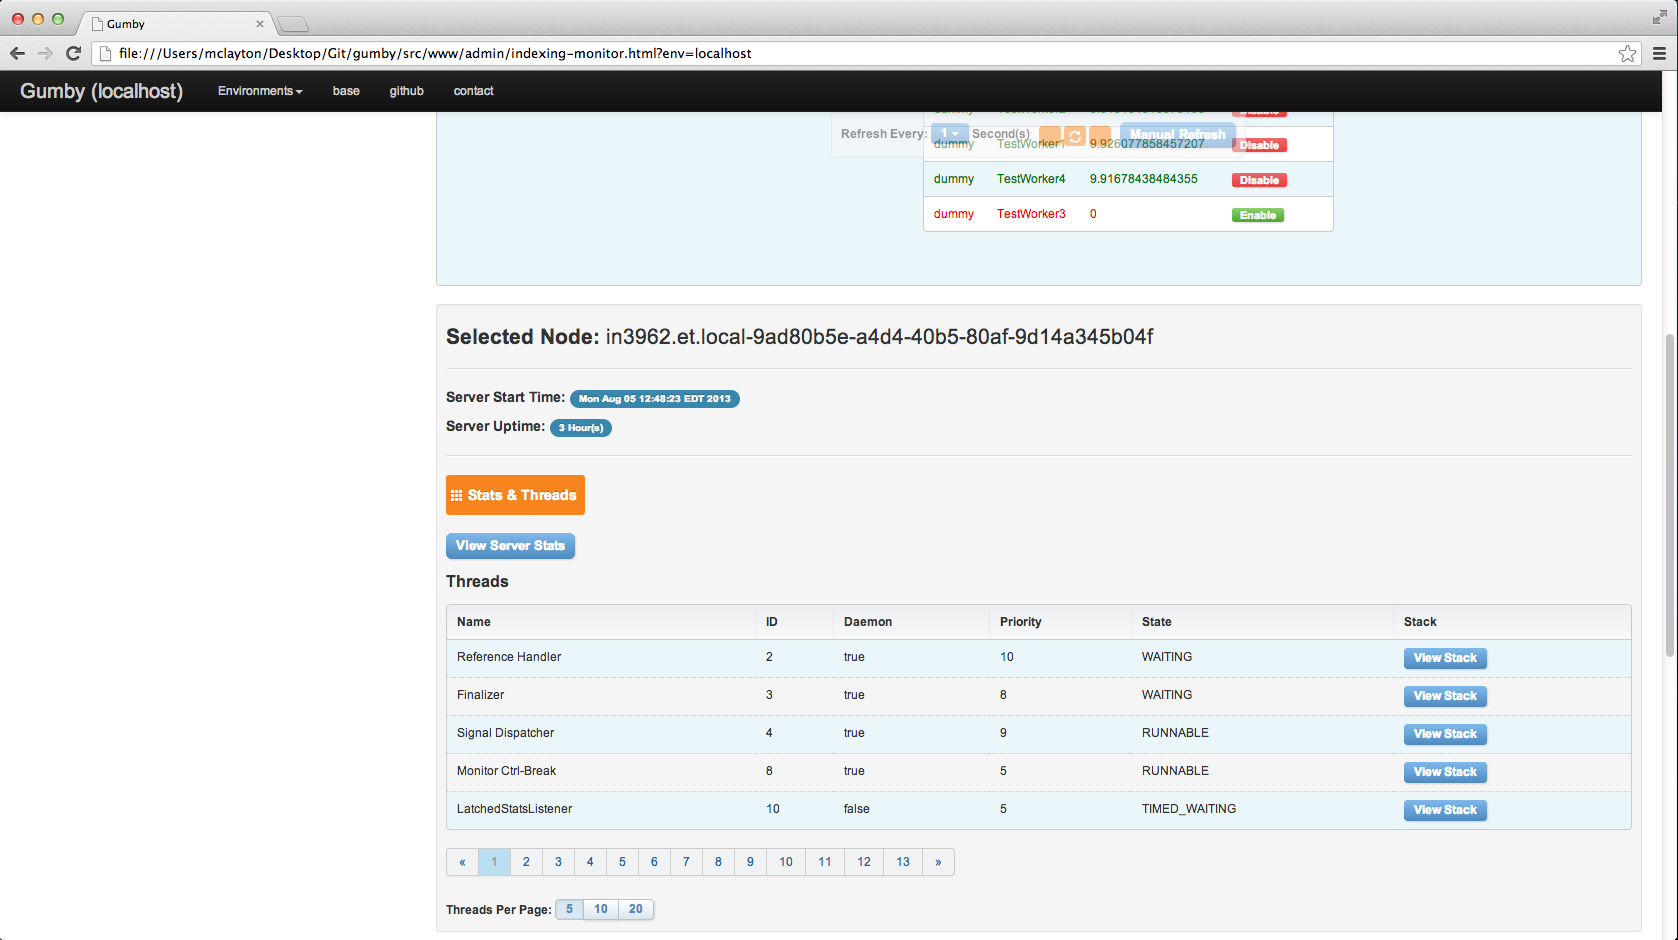 Gumby
file:///Users/mclayton/Desktop/Git/gumby/src/www/admin/indexing-monitor.html?env=localhost
Gumby (localhost) Environments base github contact
Refresh Every: 1 Second(s) Manual Refresh
dummy TestWorker1 9.926077858457207 Disable
dummy TestWorker4 9.91678438484355 Disable
dummy TestWorker3 0 Enable
Selected Node: in3962.et.local-9ad80b5e-a4d4-40b5-80af-9d14a345b04f
Server Start Time: Mon Aug 05 12:48:23 EDT 2013
Server Uptime: 3 Hour(s)
Stats & Threads
View Server Stats
Threads
Name ID Daemon Priority State Stack
Reference Handler 2 true 10 WAITING View Stack
Finalizer 3 true 8 WAITING View Stack
Signal Dispatcher 4 true 9 RUNNABLE View Stack
Monitor Ctrl-Break 8 true 5 RUNNABLE View Stack
LatchedStatsListener 10 false 5 TIMED_WAITING View Stack
« 1 2 3 4 5 6 7 8 9 10 11 12 13 »
Threads Per Page: 5 10 20